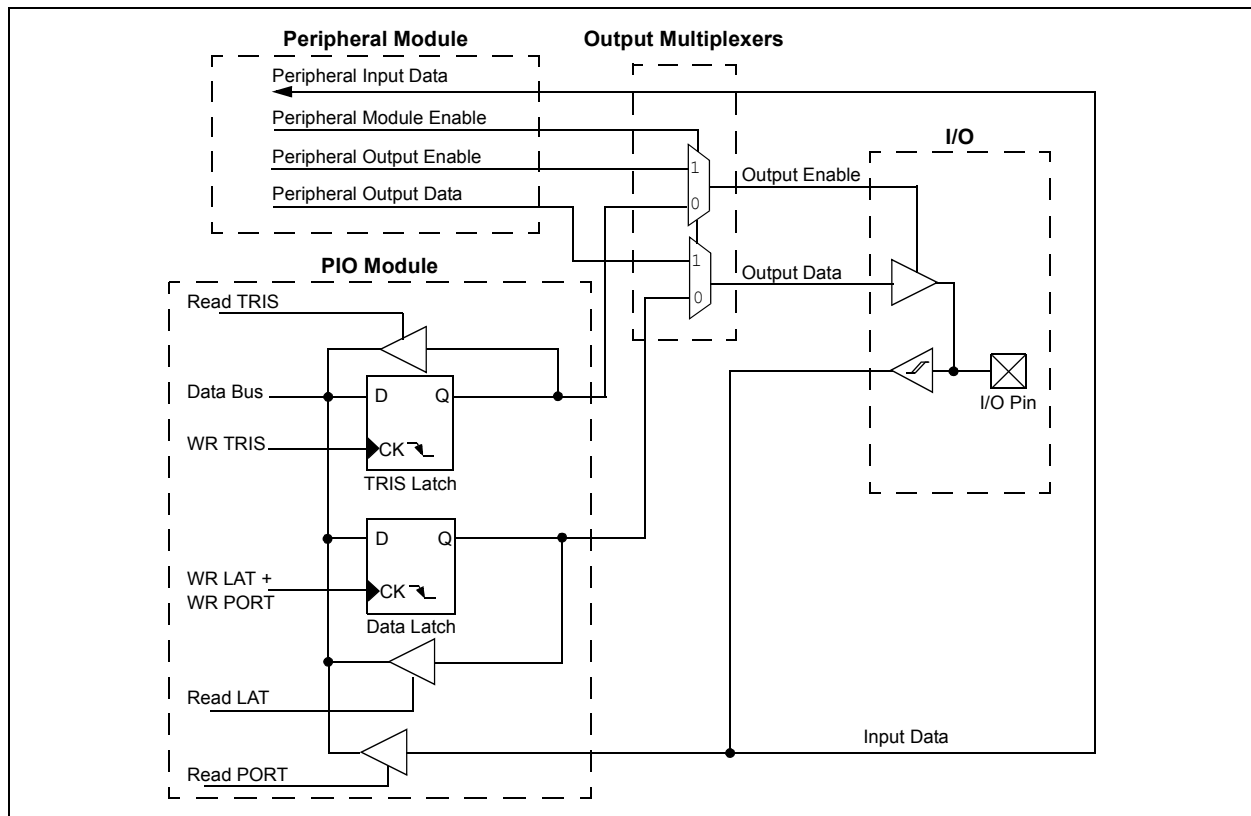 Peripheral Module
Output Multiplexers
Peripheral Input Data
Peripheral Module Enable
Peripheral Output Enable
Peripheral Output Data
1
0
1
0
Output Enable
Output Data
I/O
I/O Pin
PIO Module
Read TRIS
Data Bus
D
Q
WR TRIS
CK
TRIS Latch
D
Q
WR LAT +
WR PORT
CK
Data Latch
Read LAT
Input Data
Read PORT